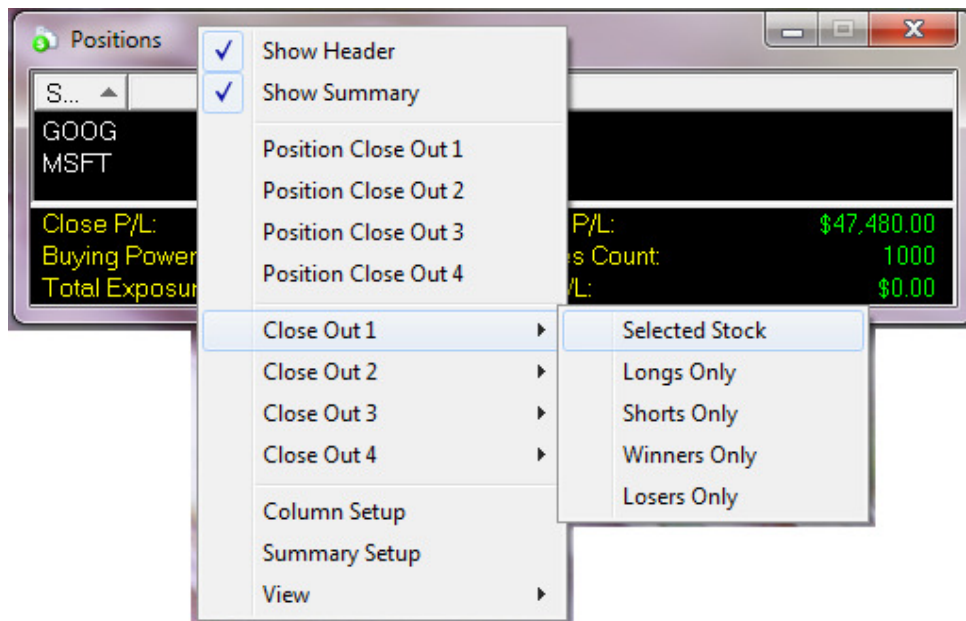 Positions
S...
GOOG
MSFT
Close P/L:
P/L:
$47,480.00
Buying Power
s Count:
1000
Total Exposur
/L:
$0.00
Show Header
Show Summary
Position Close Out 1
Position Close Out 2
Position Close Out 3
Position Close Out 4
Close Out 1
Close Out 2
Close Out 3
Close Out 4
Column Setup
Summary Setup
View
Selected Stock
Longs Only
Shorts Only
Winners Only
Losers Only